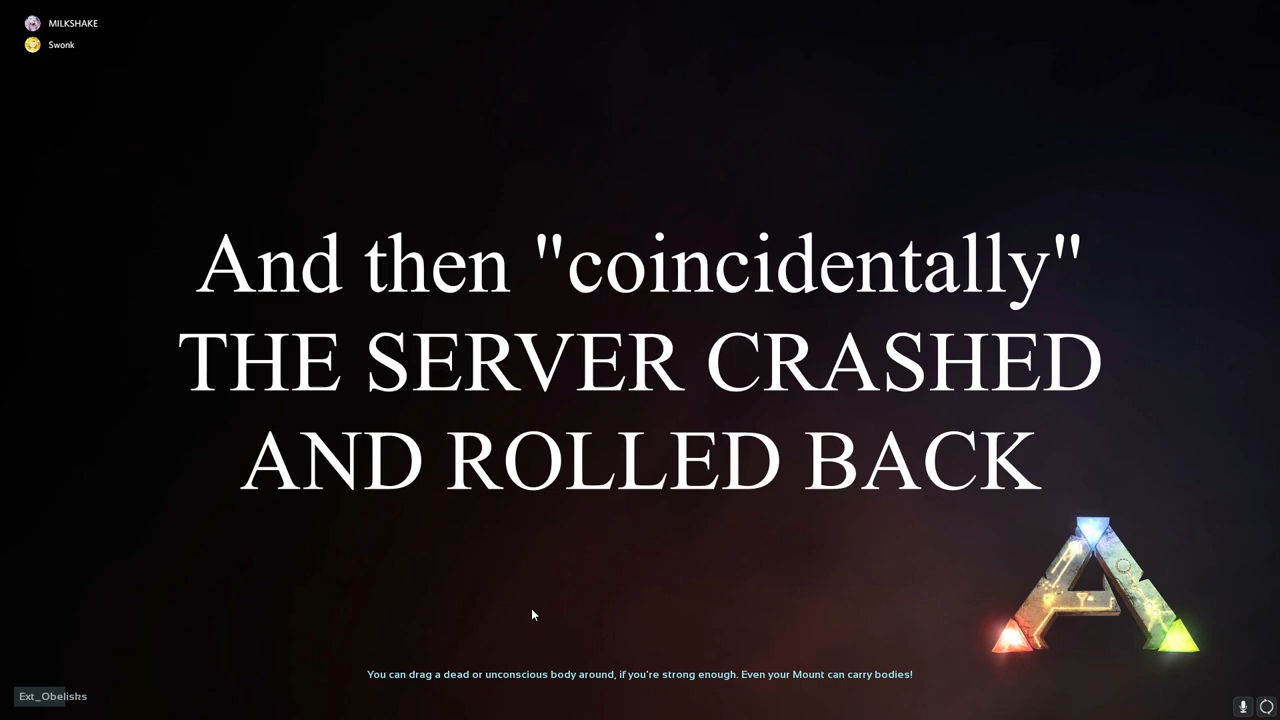 MILKSHAKE
Swonk
And then "coincidentally"
THE SERVER CRASHED
AND ROLLED BACK
You can drag a dead or unconscious body around, if you're strong enough. Even your Mount can carry bodies!
Ext_Obelisks